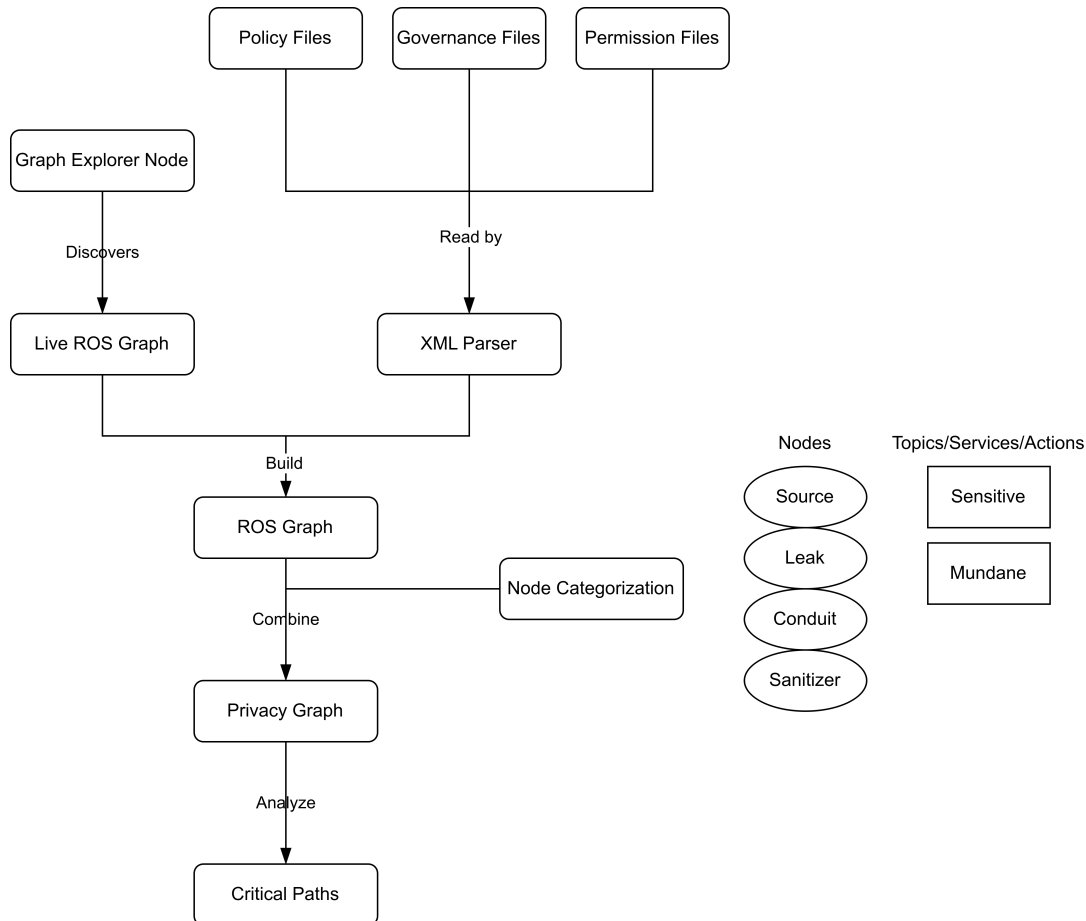 Policy Files
Governance Files
Permission Files
Graph Explorer Node
Discovers
Read by
Live ROS Graph
XML Parser
Build
ROS Graph
Node Categorization
Combine
Privacy Graph
Analyze
Critical Paths
Nodes
Source
Leak
Conduit
Sanitizer
Topics/Services/Actions
Sensitive
Mundane